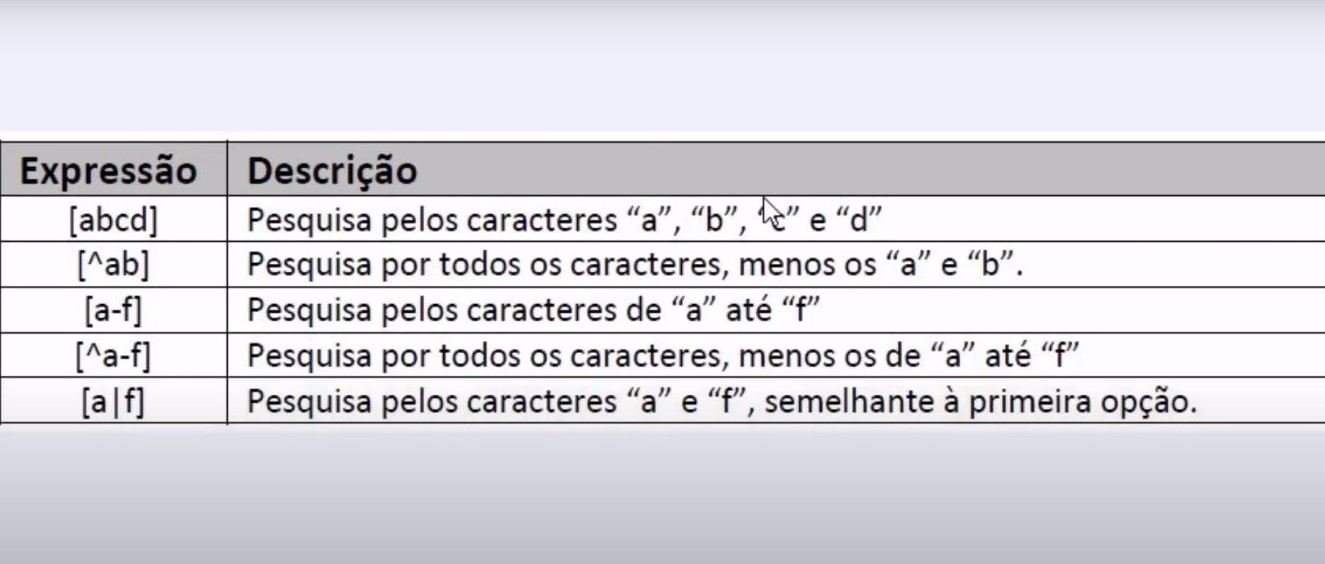 Expressão Descrição
[abcd] Pesquisa pelos caracteres “a”, “b”, “c” e “d”
[^ab] Pesquisa por todos os caracteres, menos os “a” e “b”.
[a-f] Pesquisa pelos caracteres de “a” até “f”
[^a-f] Pesquisa por todos os caracteres, menos os de “a” até “f”
[a|f] Pesquisa pelos caracteres “a” e “f”, semelhante à primeira opção.